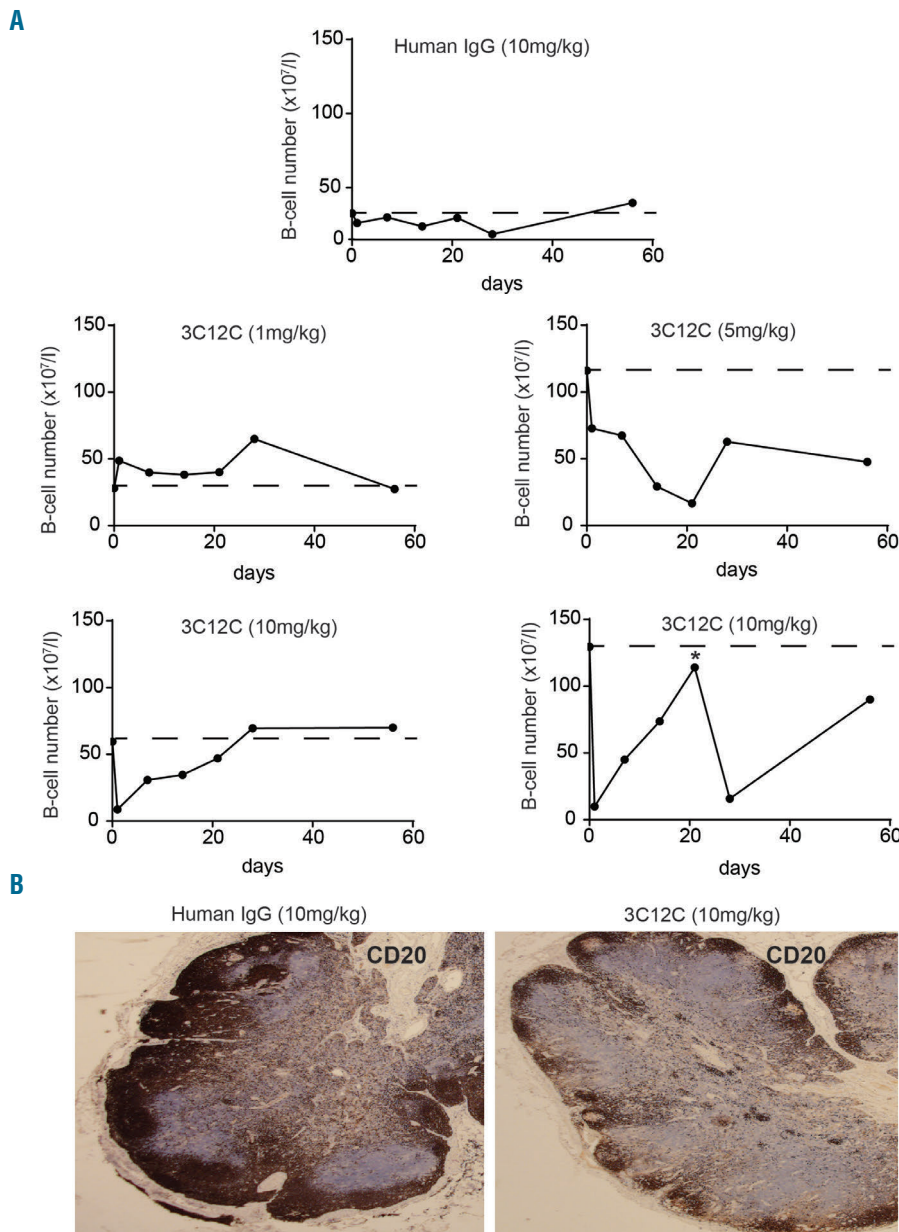 A
Human IgG (10mg/kg)
B-cell number (x10⁷/l)
150
100
50
0
0 20 40 60
days
3C12C (1mg/kg)
B-cell number (x10⁷/l)
150
100
50
0
0 20 40 60
days
3C12C (5mg/kg)
B-cell number (x10⁷/l)
150
100
50
0
0 20 40 60
days
3C12C (10mg/kg)
B-cell number (x10⁷/l)
150
100
50
0
0 20 40 60
days
3C12C (10mg/kg)
B-cell number (x10⁷/l)
150
100
50
0
*
0 20 40 60
days
B
Human IgG (10mg/kg)
CD20
3C12C (10mg/kg)
CD20